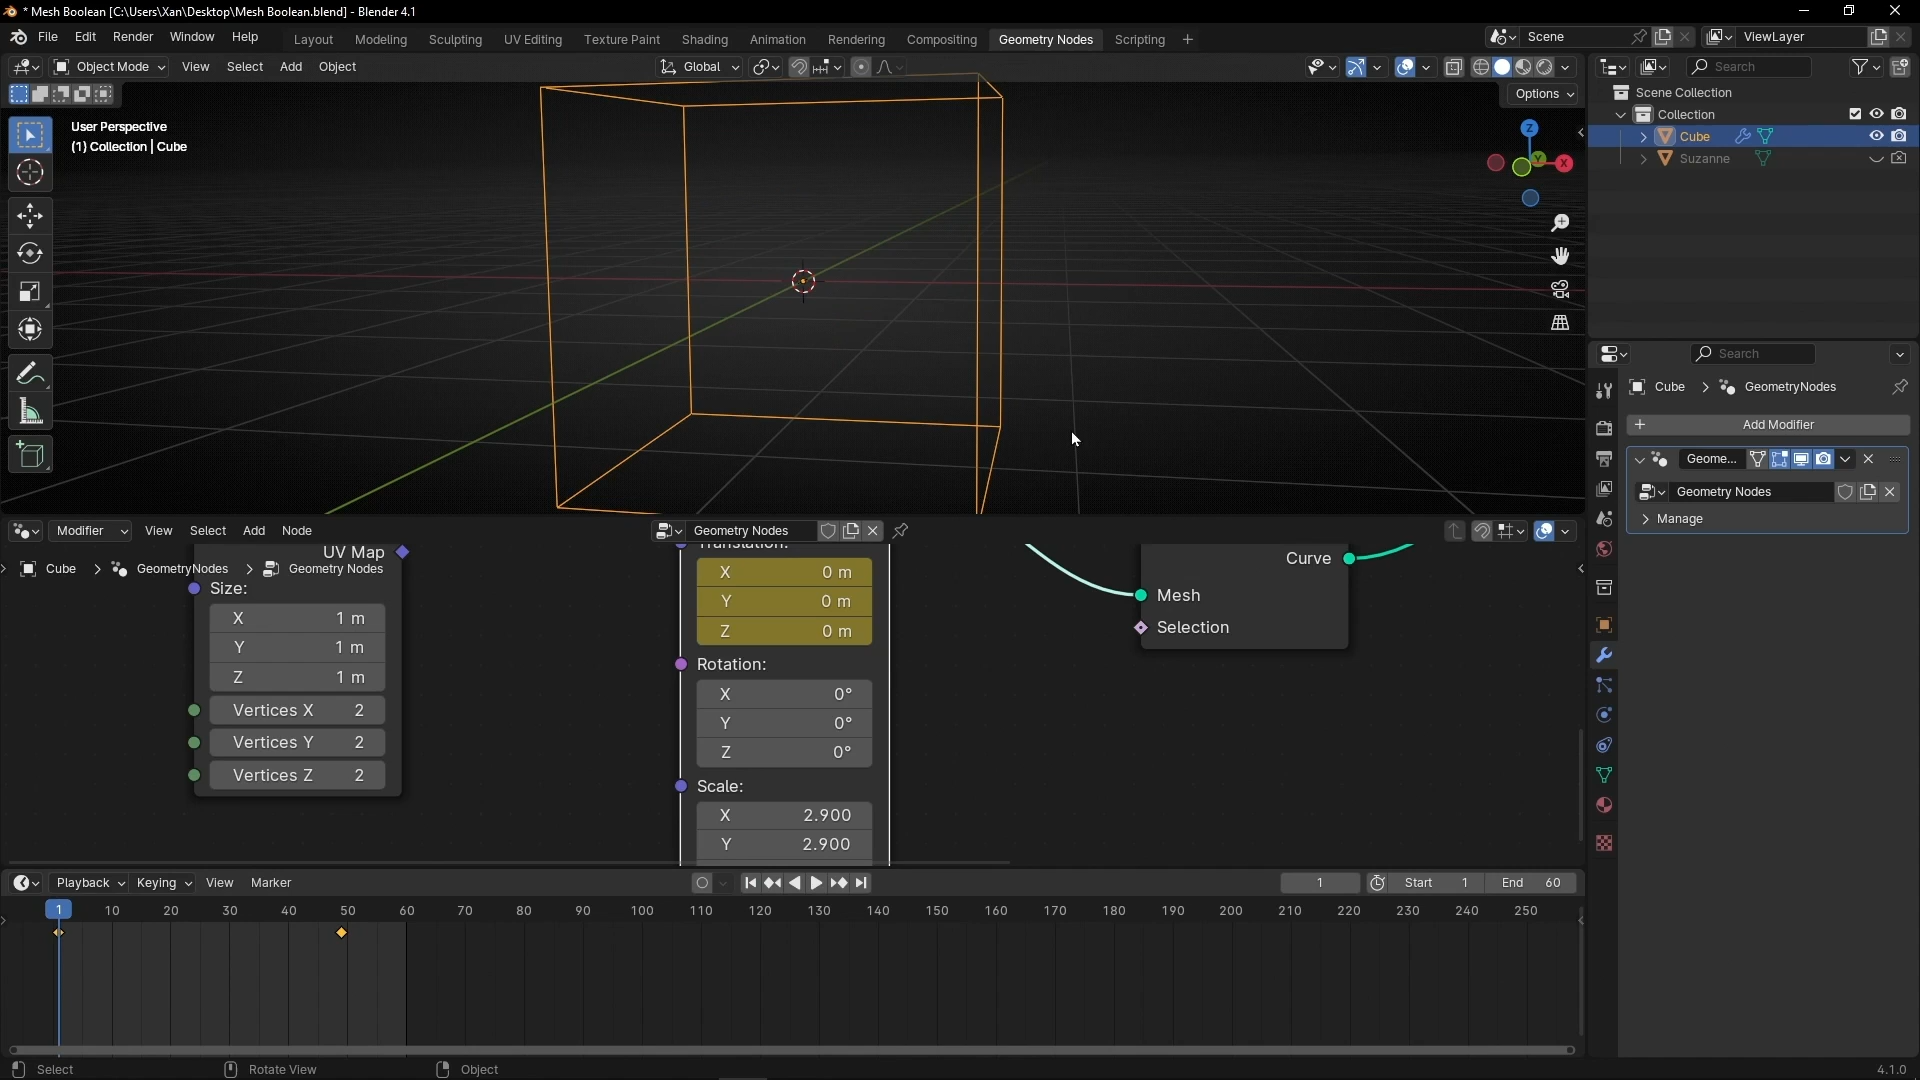 * Mesh Boolean [C:\Users\Xan\Desktop\Mesh Boolean.blend] - Blender 4.1
File Edit Render Window Help
Layout Modeling Sculpting UV Editing Texture Paint Shading Animation Rendering Compositing Geometry Nodes Scripting +
Scene
ViewLayer
Object Mode View Select Add Object
Global
Search
Options
Scene Collection
Collection
Cube
Suzanne
User Perspective
(1) Collection | Cube
Z
Y
X
Search
Cube > GeometryNodes
+ Add Modifier
Geome...
Geometry Nodes
Manage
Modifier View Select Add Node
Geometry Nodes
UV Map
Cube > GeometryNodes > Geometry Nodes
Size:
X 1 m
Y 1 m
Z 1 m
Vertices X 2
Vertices Y 2
Vertices Z 2
Translation:
X 0 m
Y 0 m
Z 0 m
Rotation:
X 0°
Y 0°
Z 0°
Scale:
X 2.900
Y 2.900
Curve
Mesh
Selection
Playback Keying View Marker
1
Start 1
End 60
1 10 20 30 40 50 60 70 80 90 100 110 120 130 140 150 160 170 180 190 200 210 220 230 240 250
Select
Rotate View
Object
4.1.0